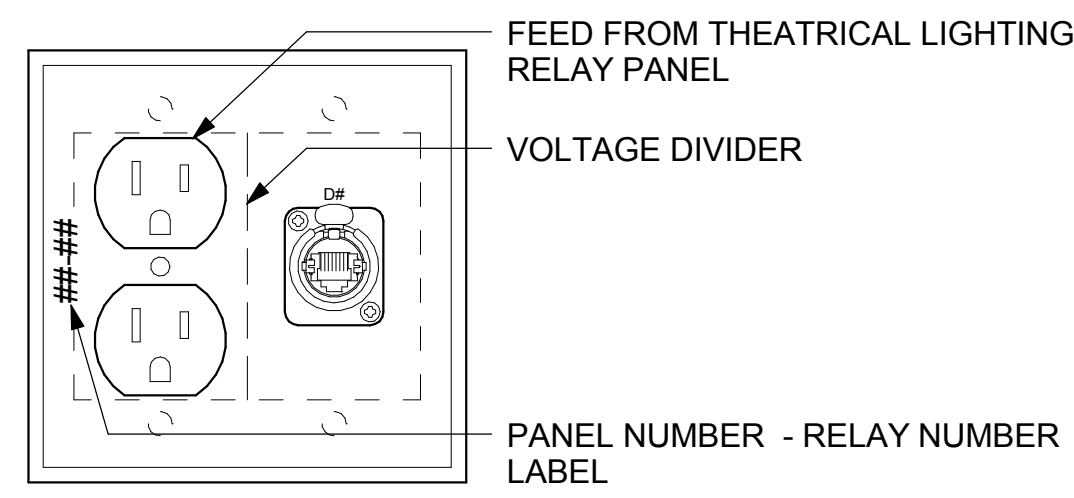 FEED FROM THEATRICAL LIGHTING
RELAY PANEL
VOLTAGE DIVIDER
D#
##-##
PANEL NUMBER - RELAY NUMBER
LABEL